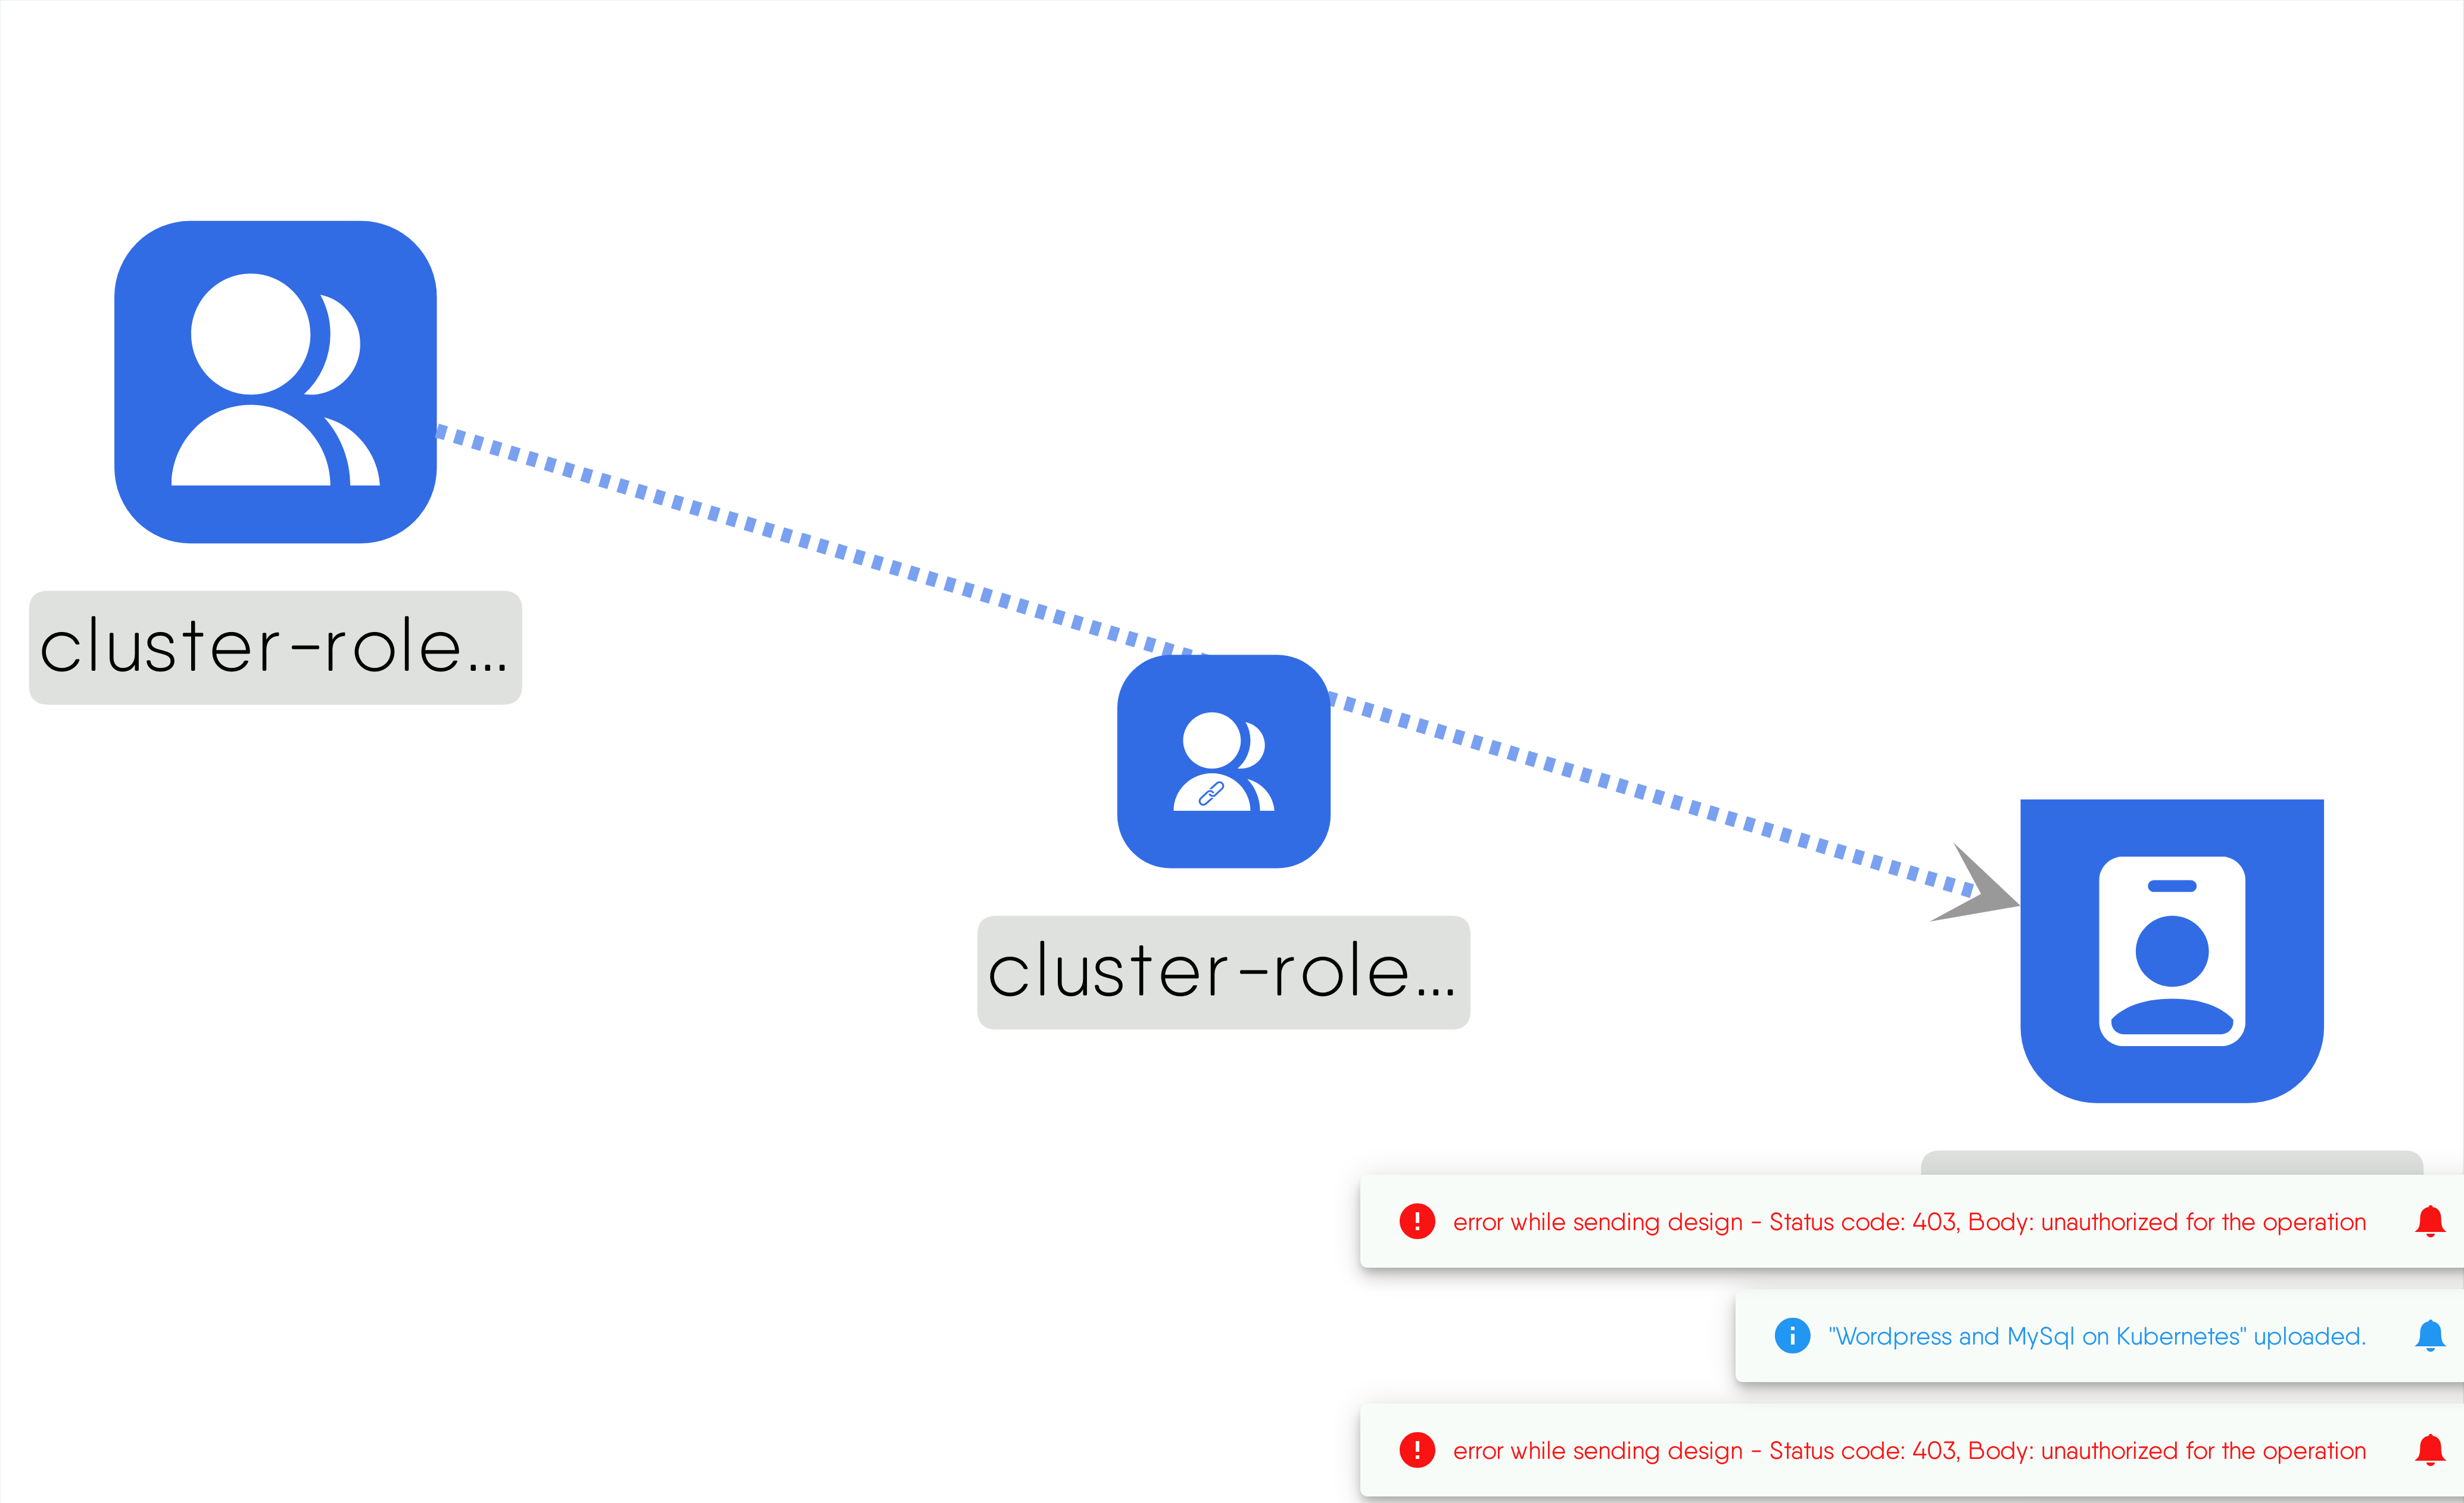 cluster-role...
cluster-role...
error while sending design - Status code: 403, Body: unauthorized for the operation
"Wordpress and MySql on Kubernetes" uploaded.
error while sending design - Status code: 403, Body: unauthorized for the operation